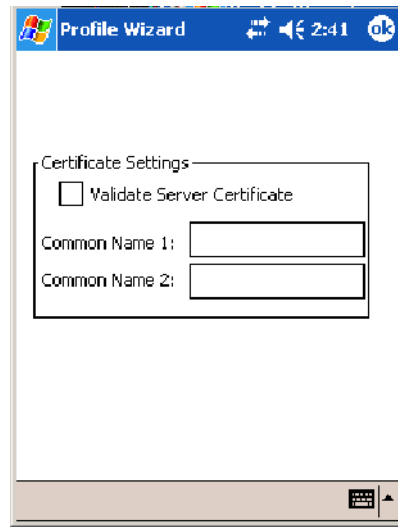 Profile Wizard 2:41 ok
Certificate Settings
Validate Server Certificate
Common Name 1:
Common Name 2: